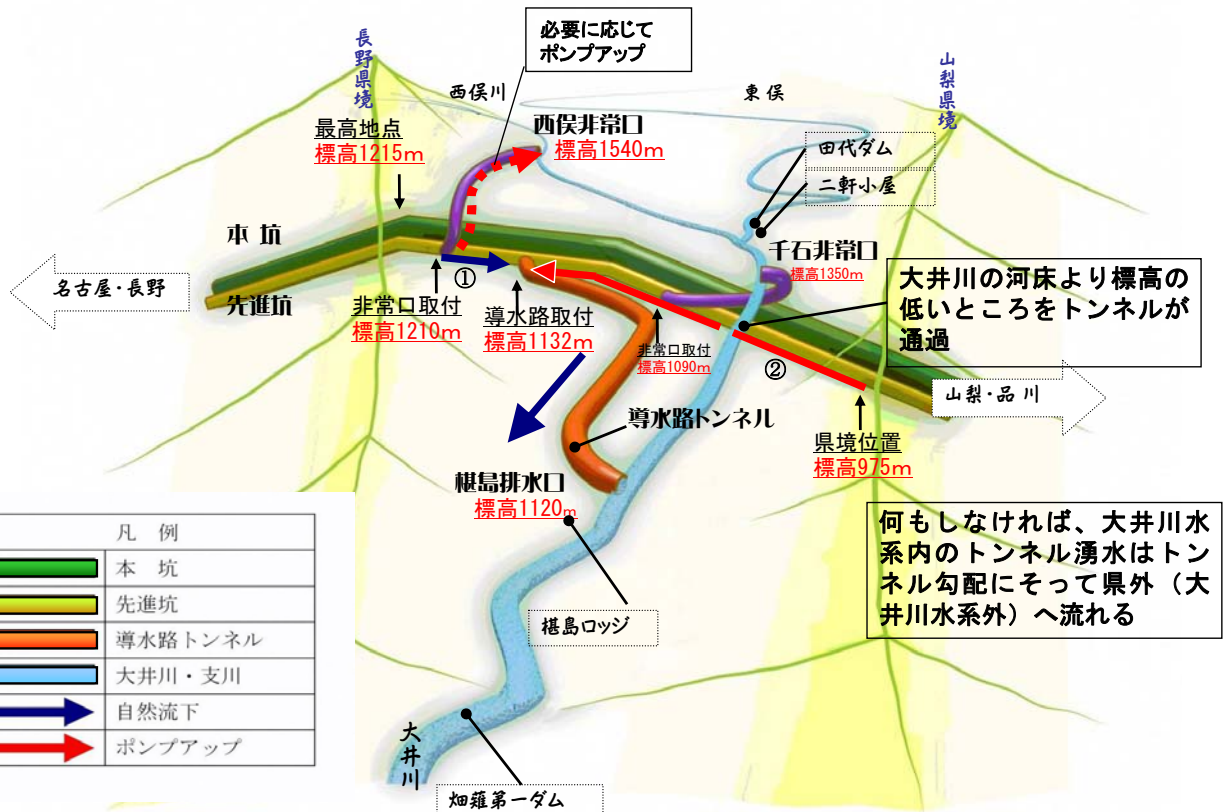 必要に応じて
ポンプアップ
長野県境
山梨県境
西俣川
東俣
最高地点
標高1215m
西俣非常口
標高1540m
田代ダム
二軒小屋
本 坑
千石非常口
標高1350m
名古屋・長野
先進坑
①
非常口取付
標高1210m
導水路取付
標高1132m
非常口取付
標高1090m
②
大井川の河床より標高の
低いところをトンネルが
通過
山梨・品川
導水路トンネル
県境位置
標高975m
椹島排水口
標高1120m
何もしなければ、大井川水
系内のトンネル湧水はトン
ネル勾配にそって県外（大
井川水系外）へ流れる
椹島ロッジ
凡 例
本 坑
先進坑
導水路トンネル
大井川・支川
自然流下
ポンプアップ
大井川
畑薙第一ダム